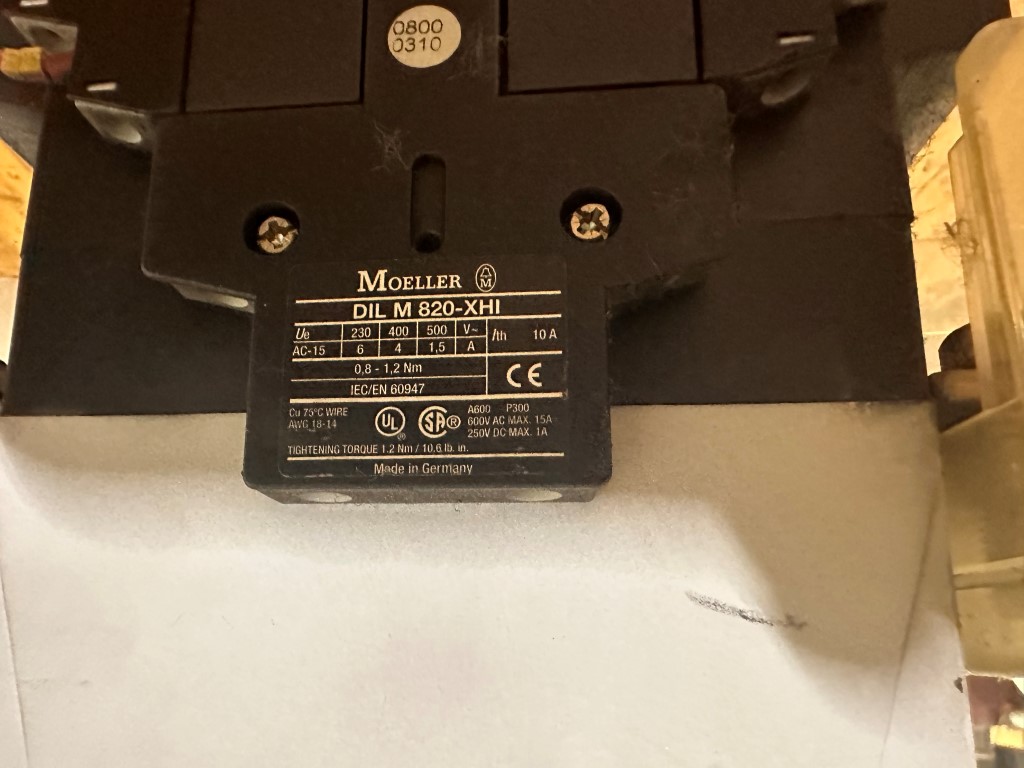 0800
0310
MOELLER
DIL M 820-XHI
Ue 230 400 500 V~ Ith 10 A
AC-15 6 4 1,5 A
0,8 - 1,2 Nm
CE
IEC/EN 60947
Cu 75°C WIRE
AWG 18-14
UL ®
SA ®
A600 P300
600V AC MAX. 15A
250V DC MAX. 1A
TIGHTENING TORQUE 1.2 Nm / 10.6 lb. in.
Made in Germany